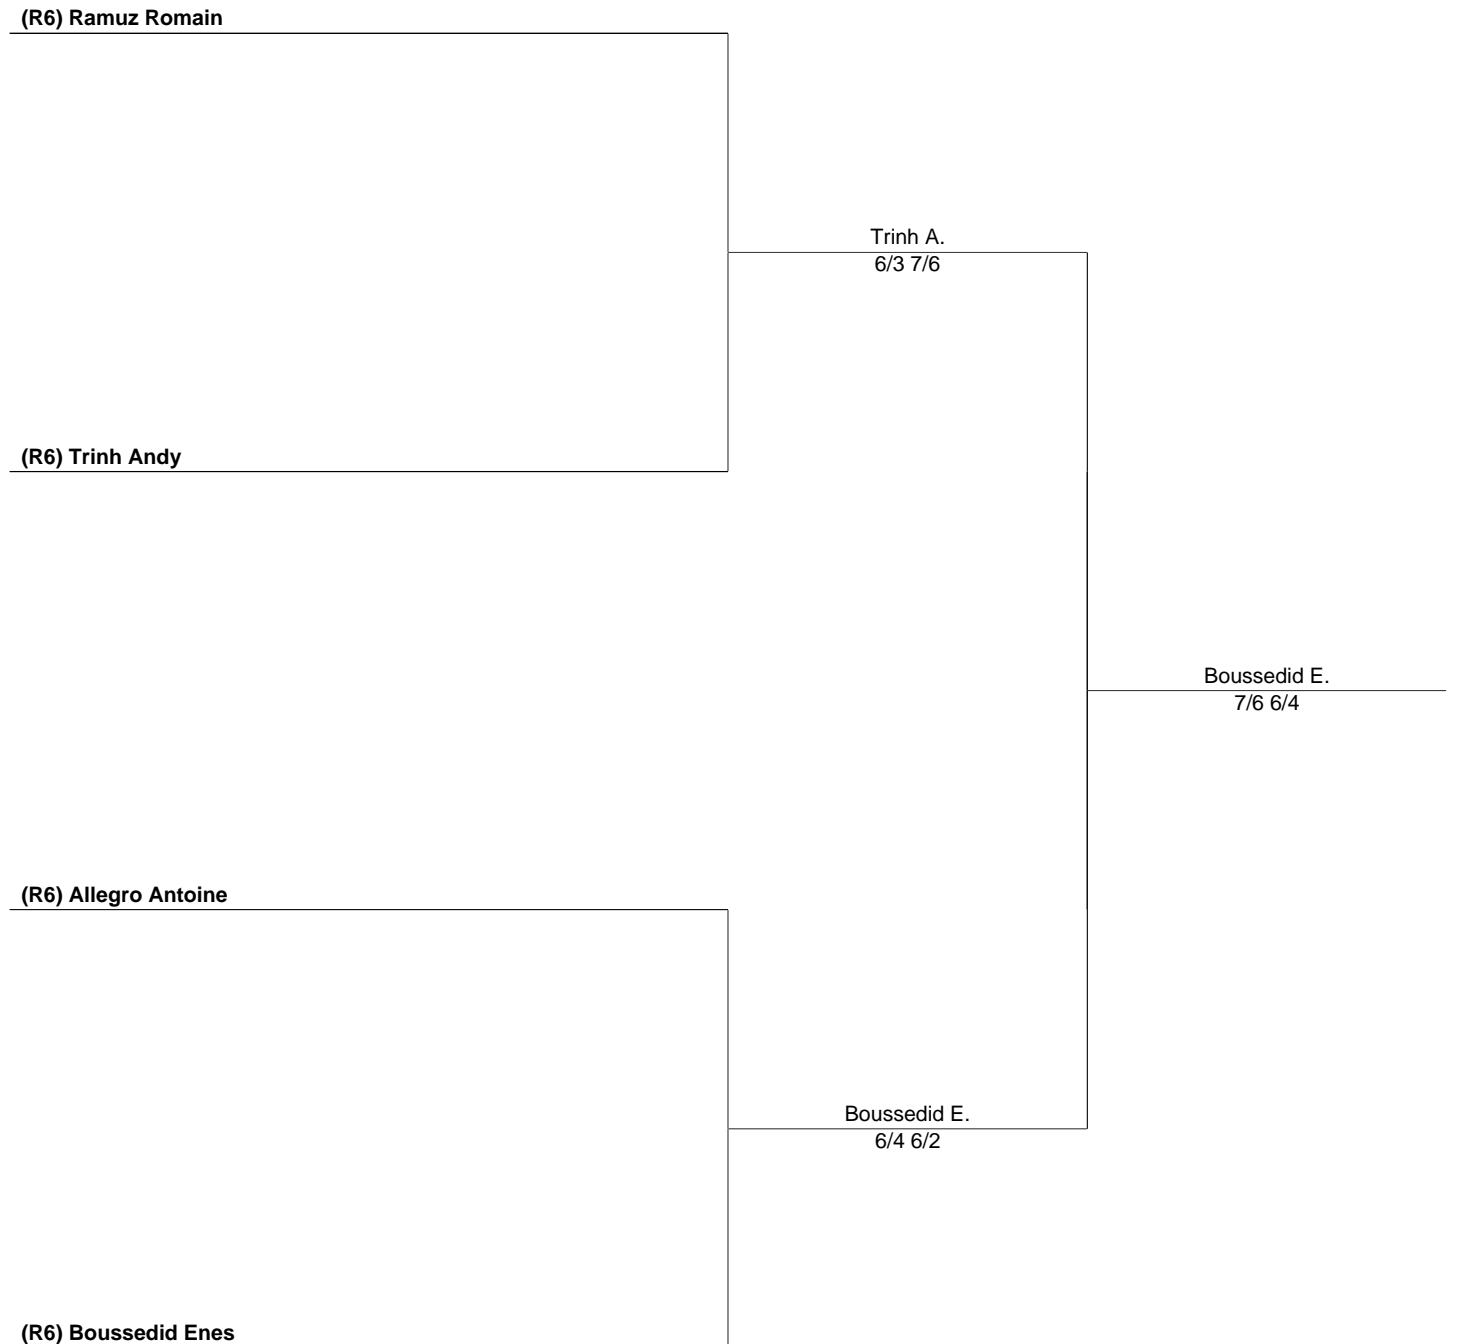 (R6) Ramuz Romain
Trinh A.
6/3 7/6
(R6) Trinh Andy
Boussedid E.
7/6 6/4
(R6) Allegro Antoine
Boussedid E.
6/4 6/2
(R6) Boussedid Enes